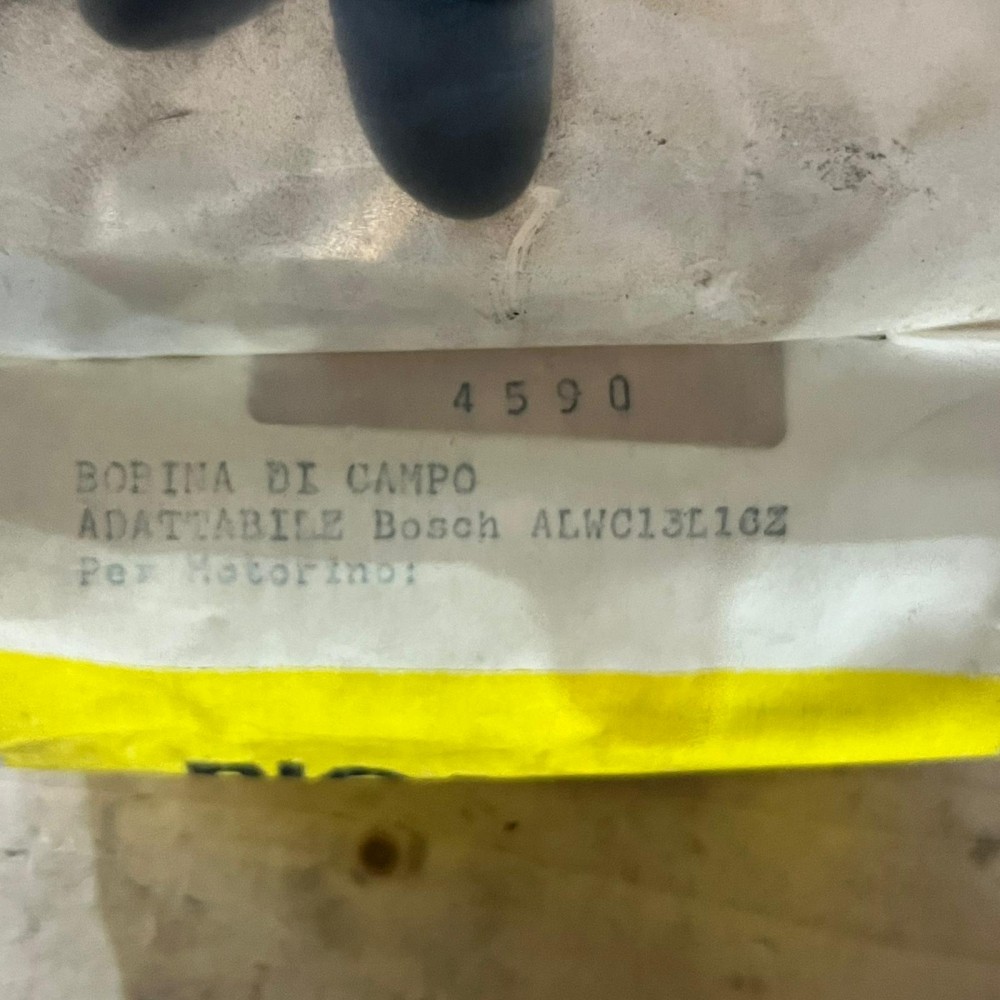 4590
BOBINA DI CAMPO
ADATTABILE Bosch ALWC13L16Z
Per Motorino: